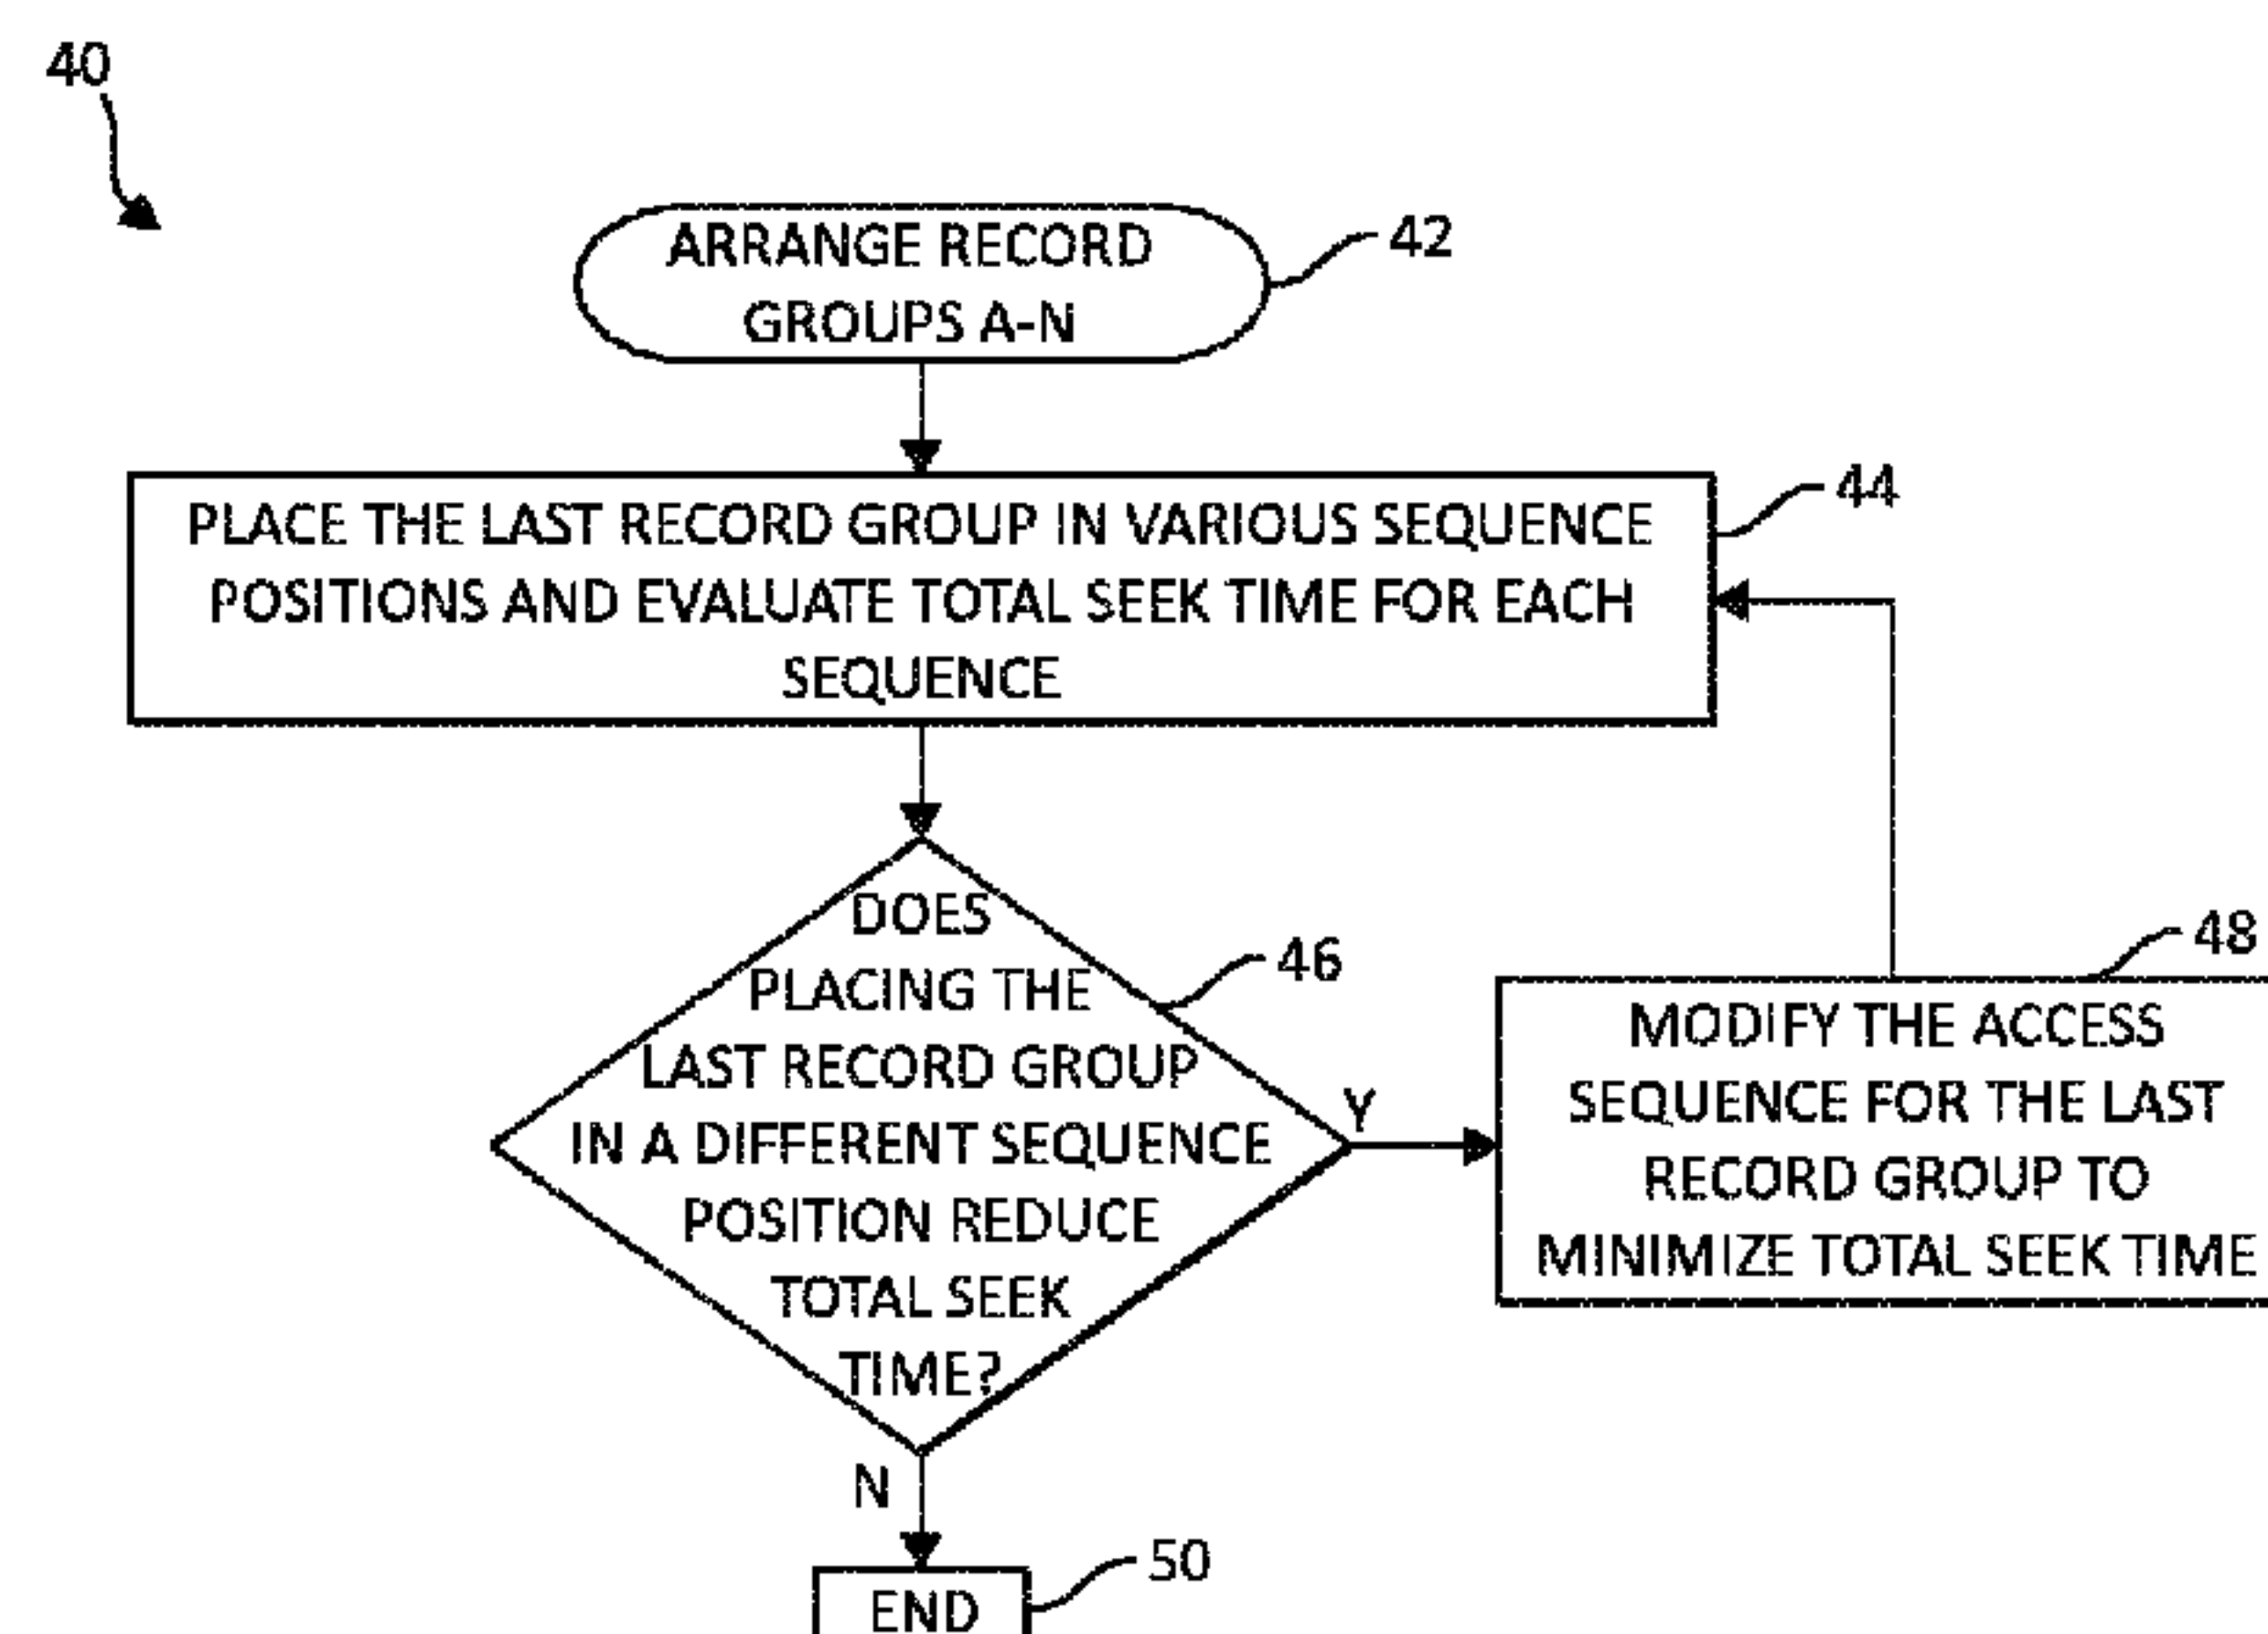 40
ARRANGE RECORD
GROUPS A-N
42
PLACE THE LAST RECORD GROUP IN VARIOUS SEQUENCE
POSITIONS AND EVALUATE TOTAL SEEK TIME FOR EACH
SEQUENCE
44
DOES
PLACING THE
LAST RECORD GROUP
IN A DIFFERENT SEQUENCE
POSITION REDUCE
TOTAL SEEK
TIME?
46
Y
48
MODIFY THE ACCESS
SEQUENCE FOR THE LAST
RECORD GROUP TO
MINIMIZE TOTAL SEEK TIME
N
END
50